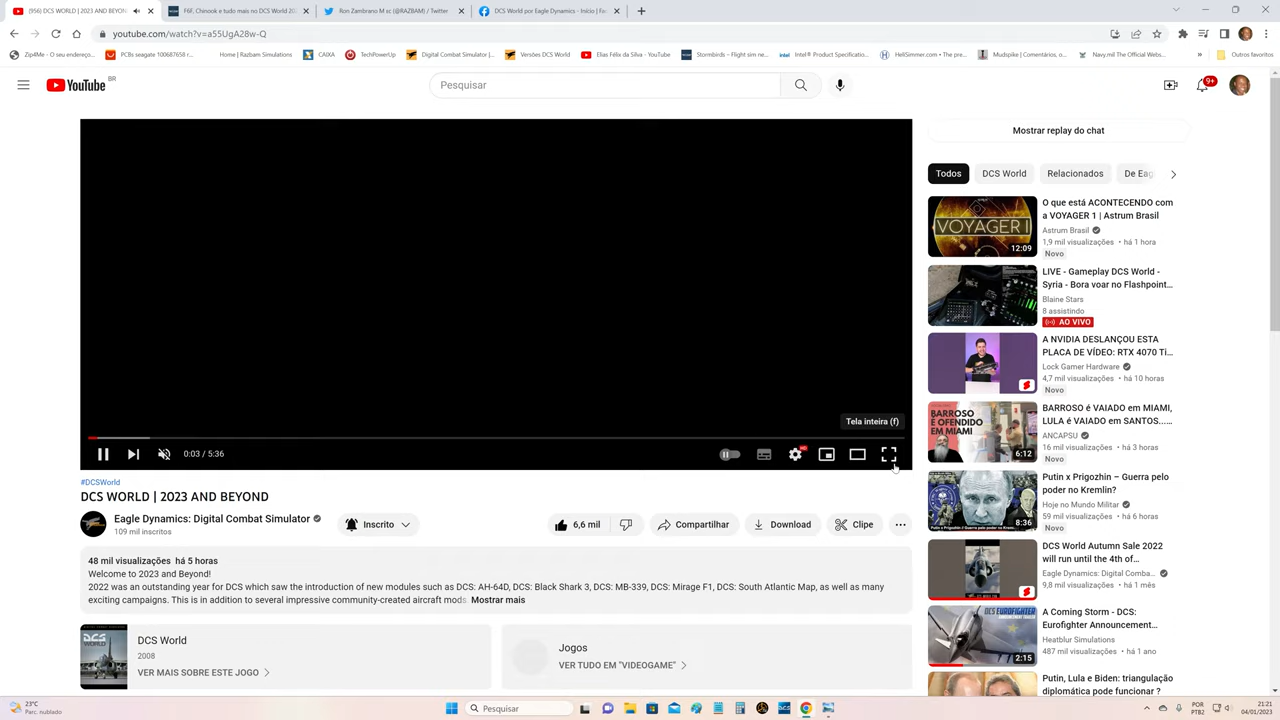 (956) DCS WORLD | 2023 AND BEYON
F6F, Chinook e tudo mais no DCS World 202
Ron Zambrano M sc (@RAZBAM) / Twitter
DCS World por Eagle Dynamics - Início | Fa
youtube.com/watch?v=a55UgA28w-Q
Zip4Me - O seu endereço...
PCBs seagate 100687658 r...
Home | Razbam Simulations
CAIXA
TechPowerUp
Digital Combat Simulator |...
Versões DCS World
Elias Félix da Silva - YouTube
Stormbirds – Flight sim ne...
Intel® Product Specificatio...
HeliSimmer.com • The pre...
Mudspike | Comentários, o...
Navy.mil The Official Webs...
»
Outros favoritos
YouTube BR
Pesquisar
9+
Mostrar replay do chat
Todos
DCS World
Relacionados
De Eag
Tela inteira (f)
0:03 / 5:36
#DCSWorld
DCS WORLD | 2023 AND BEYOND
Eagle Dynamics: Digital Combat Simulator
109 mil inscritos
Inscrito
6,6 mil
Compartilhar
Download
Clipe
48 mil visualizações há 5 horas
Welcome to 2023 and Beyond!
2022 was an outstanding year for DCS which saw the introduction of new modules such as DCS: AH-64D, DCS: Black Shark 3, DCS: MB-339, DCS: Mirage F1, DCS: South Atlantic Map, as well as many
exciting campaigns. This is in addition to several impressive community-created aircraft mods. Mostrar mais
DCS WORLD
DCS World
2008
VER MAIS SOBRE ESTE JOGO
Jogos
VER TUDO EM "VIDEOGAME"
VOYAGER I
12:09
O que está ACONTECENDO com
a VOYAGER 1 | Astrum Brasil
Astrum Brasil
1,9 mil visualizações • há 1 hora
Novo
LIVE - Gameplay DCS World -
Syria - Bora voar no Flashpoint...
Blaine Stars
8 assistindo
AO VIVO
A NVIDIA DESLANÇOU ESTA
PLACA DE VÍDEO: RTX 4070 Ti...
Lock Gamer Hardware
4,7 mil visualizações • há 10 horas
Novo
BARROSO
É OFENDIDO
EM MIAMI
6:12
BARROSO é VAIADO em MIAMI,
LULA é VAIADO em SANTOS...…
ANCAPSU
16 mil visualizações • há 3 horas
Novo
8:36
Putin x Prigozhin – Guerra pelo
poder no Kremlin?
Hoje no Mundo Militar
59 mil visualizações • há 6 horas
Novo
DCS World Autumn Sale 2022
will run until the 4th of...
Eagle Dynamics: Digital Comba...
9,8 mil visualizações • há 1 mês
DCS EUROFIGHTER
2:15
A Coming Storm - DCS:
Eurofighter Announcement...
Heatblur Simulations
487 mil visualizações • há 1 ano
Putin, Lula e Biden: triangulação
diplomática pode funcionar ?
23°C
Parc. nublado
Pesquisar
POR
PTB2
21:21
04/01/2023